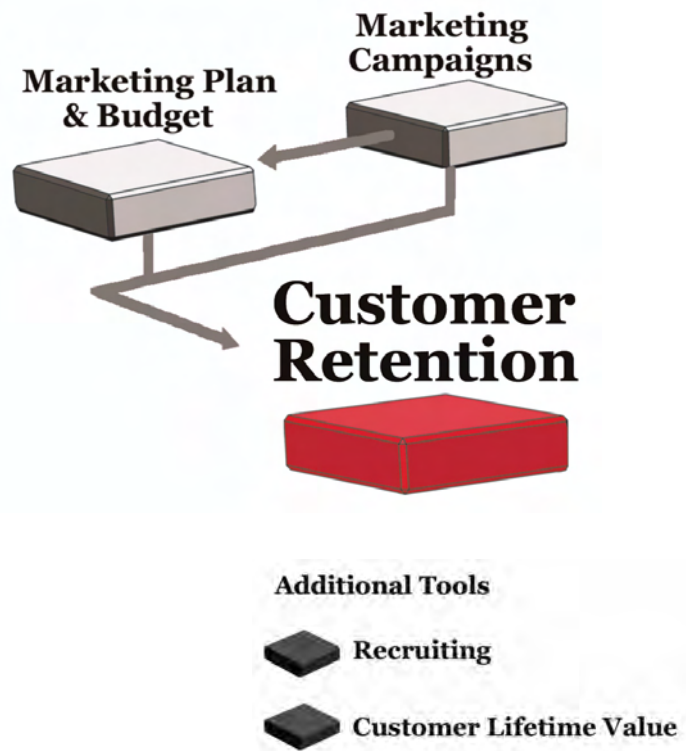 Marketing
Campaigns
Marketing Plan
& Budget
Customer
Retention
Additional Tools
Recruiting
Customer Lifetime Value